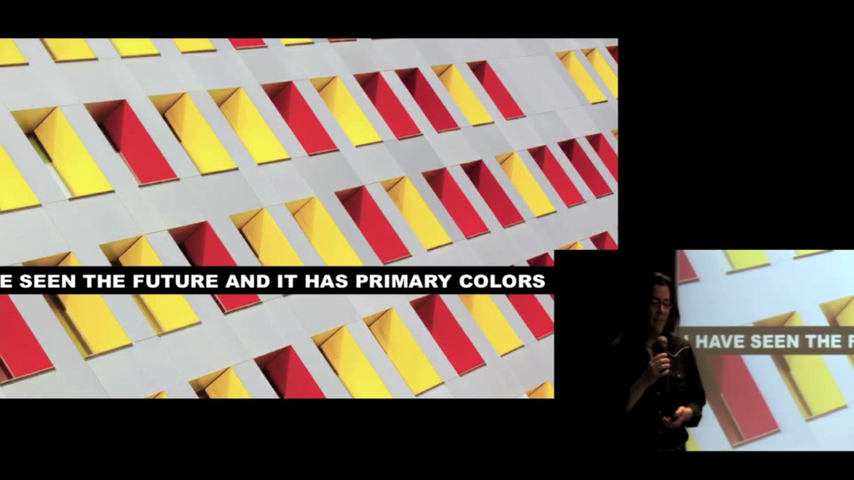 E SEEN THE FUTURE AND IT HAS PRIMARY COLORS
I HAVE SEEN THE F